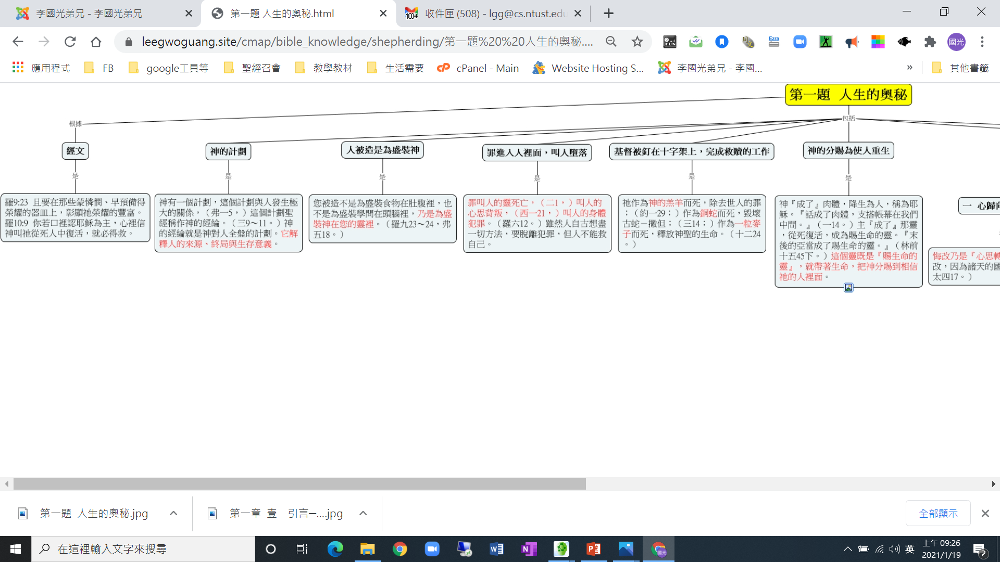 李國光弟兄 - 李國光弟兄
第一題 人生的奧秘.html
收件匣 (508) - lgg@cs.ntust.edu
leegwoguang.site/cmap/bible_knowledge/shepherding/第一題%20%20人生的奧秘....
Ezra
國光
應用程式
FB
google工具等
聖經召會
教學教材
生活需要
cPanel - Main
Website Hosting S...
李國光弟兄 - 李國...
»
其他書籤
第一題 人生的奧秘
根據
包括
經文
神的計劃
人被造是為盛裝神
罪進入人裡面，叫人墮落
基督被釘在十字架上，完成救贖的工作
神的分賜為使人重生
是
是
是
是
是
是
羅9:23 且要在那些蒙憐憫、早預備得
榮耀的器皿上，彰顯祂榮耀的豐富。
羅10:9 你若口裡認耶穌為主，心裡信
神叫祂從死人中復活，就必得救。
神有一個計劃，這個計劃與人發生極
大的關係，（弗一5，）這個計劃聖
經稱作神的經綸。（三9～11。）神
的經綸就是神對人全盤的計劃。它解
釋人的來源、終局與生存意義。
您被造不是為盛裝食物在肚腹裡，也
不是為盛裝學問在頭腦裡，乃是為盛
裝神在您的靈裡。（羅九23～24，弗
五18。）
罪叫人的靈死亡，（二1，）叫人的
心思背叛，（西一21，）叫人的身體
犯罪。（羅六12。）雖然人自古想盡
一切方法，要脫離犯罪，但人不能救
自己。
祂作為神的羔羊而死，除去世人的罪
；（約一29；）作為銅蛇而死，毀壞
古蛇－撒但；（三14；）作為一粒麥
子而死，釋放神聖的生命。（十二24
。）
神『成了』肉體，降生為人，稱為耶
穌。『話成了肉體，支搭帳幕在我們
中間。』（一14。）主『成了』那靈
，從死復活，成為賜生命的靈。『末
後的亞當成了賜生命的靈。』（林前
十五45下。）這個靈既是『賜生命的
靈』，就帶著生命，把神分賜到相信
祂的人裡面。
一 心歸向
悔改乃是『心思轉
改，因為諸天的國
太四17。）
第一題 人生的奧秘.jpg
第一章 壹 引言─....jpg
全部顯示
在這裡輸入文字來搜尋
英
上午 09:26
2021/1/19
2